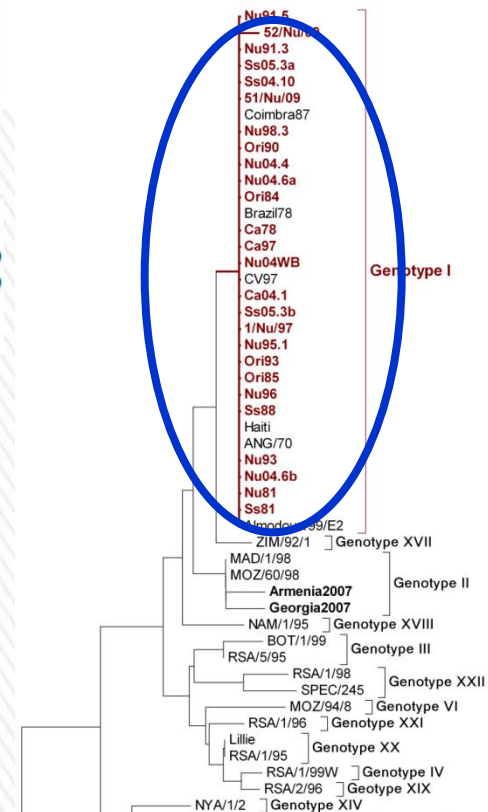 Nu91.5
52/Nu/
Nu91.3
Ss05.3a
Ss04.10
51/Nu/09
Coimbra87
Nu98.3
Ori90
Nu04.4
Nu04.6a
Ori84
Brazil78
Ca78
Ca97
Nu04WB
Genotype I
CV97
Ca04.1
Ss05.3b
1/Nu/97
Nu95.1
Ori93
Ori85
Nu96
Ss88
Haiti
ANG/70
Nu93
Nu04.6b
Nu81
Ss81
/99/E2
ZIM/92/1 Genotype XVII
MAD/1/98
MOZ/60/98
Genotype II
Armenia2007
Georgia2007
NAM/1/95 Genotype XVIII
BOT/1/99
Genotype III
RSA/5/95
RSA/1/98
Genotype XXII
SPEC/245
MOZ/94/8 Genotype VI
RSA/1/96 Genotype XXI
Lillie
Genotype XX
RSA/1/95
RSA/1/99W Genotype IV
RSA/2/96 Geotype XIX
NYA/1/2 Genotype XIV